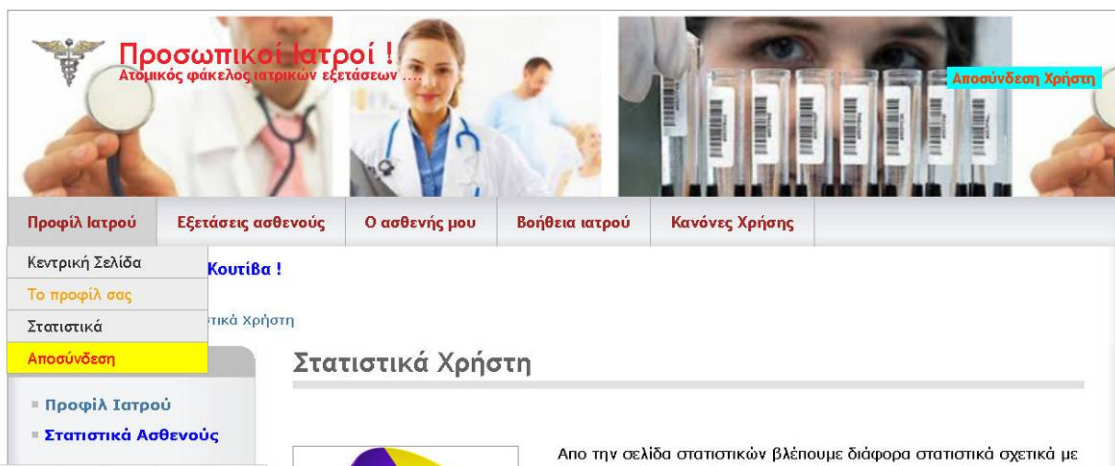 Προσωπικοί Ιατροί !
Ατομικός φάκελος ιατρικών εξετάσεων ....
Αποσύνδεση Χρήστη
Προφίλ Ιατρού Εξετάσεις ασθενούς Ο ασθενής μου Βοήθεια ιατρού Κανόνες Χρήσης
Κεντρική Σελίδα
Κουτίβα !
Το προφίλ σας
Στατιστικά
τικά Χρήστη
Αποσύνδεση
Στατιστικά Χρήστη
Προφίλ Ιατρού
Στατιστικά Ασθενούς
Απο την σελίδα στατιστικών βλέπουμε διάφορα στατιστικά σχετικά με